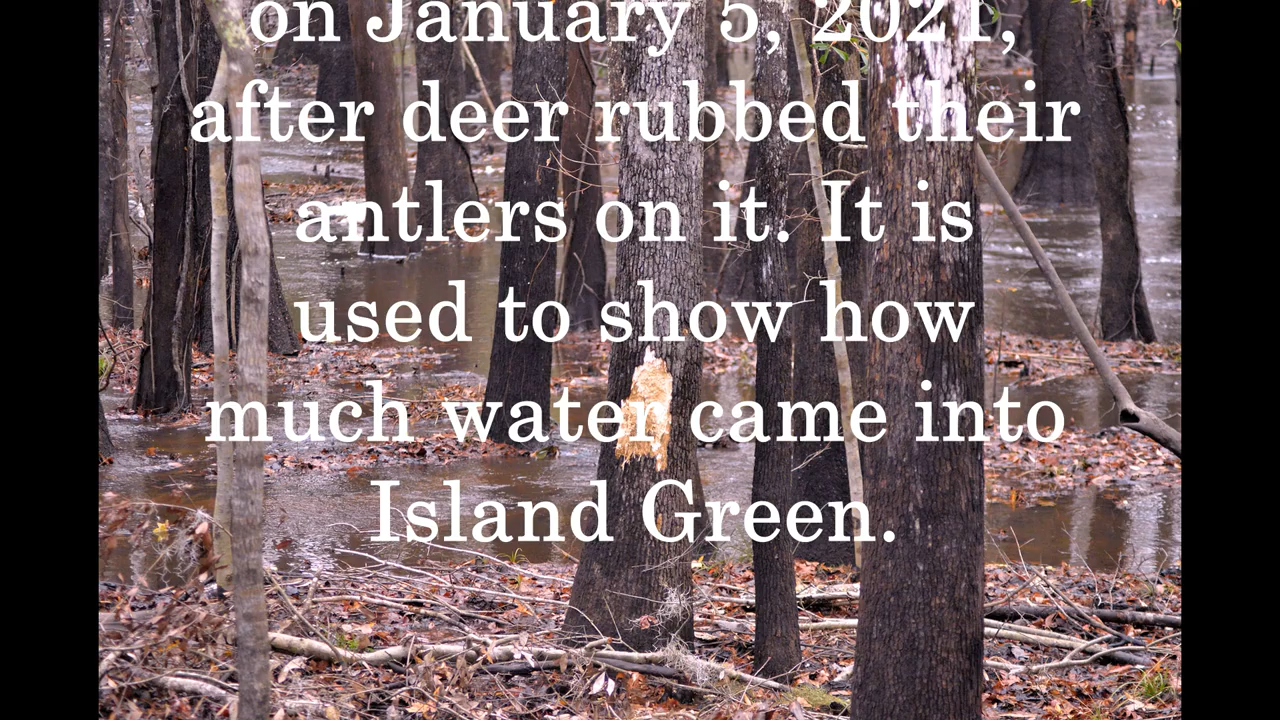 on January 5, 2021,
after deer rubbed their
antlers on it. It is
used to show how
much water came into
Island Green.